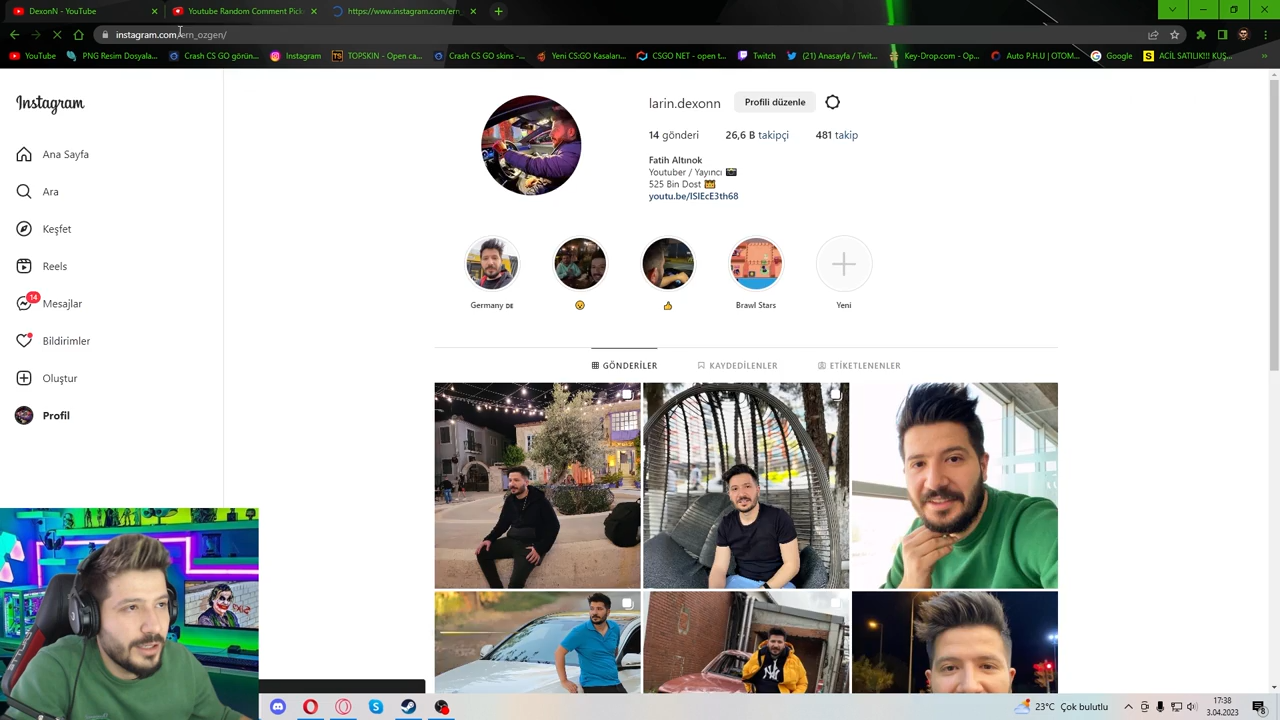 DexonN - YouTube
Youtube Random Comment Pick
https://www.instagram.com/ern
instagram.com/ern_ozgen/
YouTube
PNG Resim Dosyala...
Crash CS GO görün...
Instagram
TOPSKIN - Open ca...
Crash CS GO skins -...
Yeni CS:GO Kasaları...
CSGO NET - open t...
Twitch
(21) Anasayfa / Twit...
Key-Drop.com - Op...
Auto P.H.U | OTOM...
Google
ACİL SATILIK!!! KUŞ...
Instagram
Ana Sayfa
Ara
Keşfet
Reels
14
Mesajlar
Bildirimler
Oluştur
Profil
larin.dexonn
Profili düzenle
14 gönderi
26,6 B takipçi
481 takip
Fatih Altınok
Youtuber / Yayıncı 📷
525 Bin Dost 👑
youtu.be/ISIEcE3th68
Germany DE
😗
👍
Brawl Stars
Yeni
GÖNDERİLER
KAYDEDİLENLER
ETİKETLENENLER
NY
23°C Çok bulutlu
17:38
3.04.2023
8